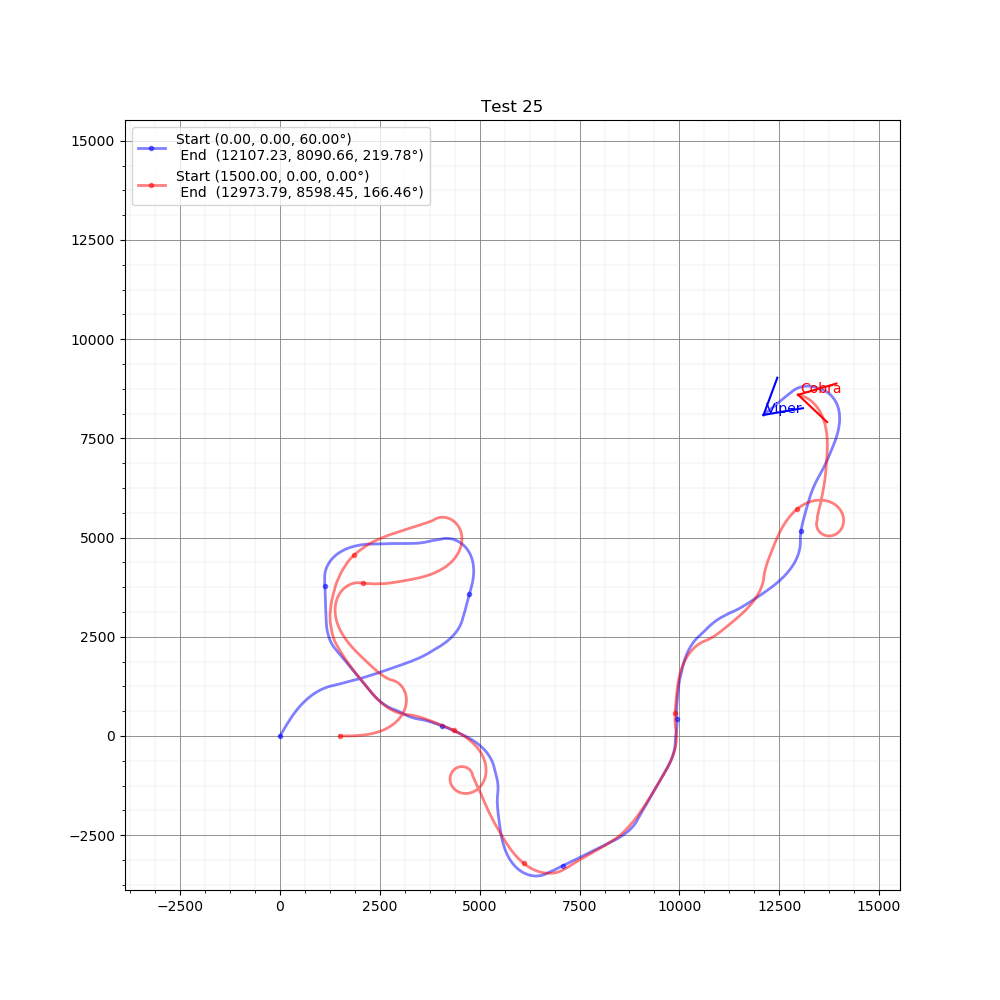 Test 25
Start (0.00, 0.00, 60.00°)
End (12107.23, 8090.66, 219.78°)
Start (1500.00, 0.00, 0.00°)
End (12973.79, 8598.45, 166.46°)
15000
12500
10000
7500
5000
2500
0
−2500
Cobra
Viper
−2500 0 2500 5000 7500 10000 12500 15000